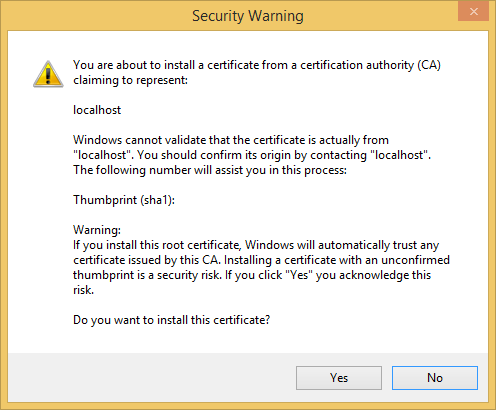 Security Warning
You are about to install a certificate from a certification authority (CA)
claiming to represent:
localhost
Windows cannot validate that the certificate is actually from
"localhost". You should confirm its origin by contacting "localhost".
The following number will assist you in this process:
Thumbprint (sha1):
Warning:
If you install this root certificate, Windows will automatically trust any
certificate issued by this CA. Installing a certificate with an unconfirmed
thumbprint is a security risk. If you click "Yes" you acknowledge this
risk.
Do you want to install this certificate?
Yes
No